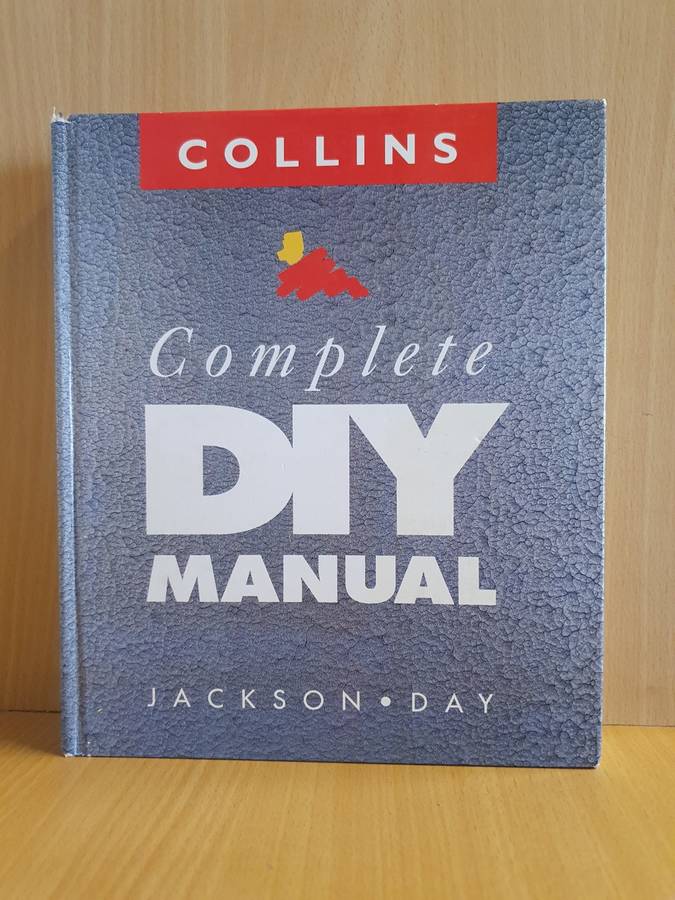 COLLINS
Complete
DIY
MANUAL
JACKSON • DAY